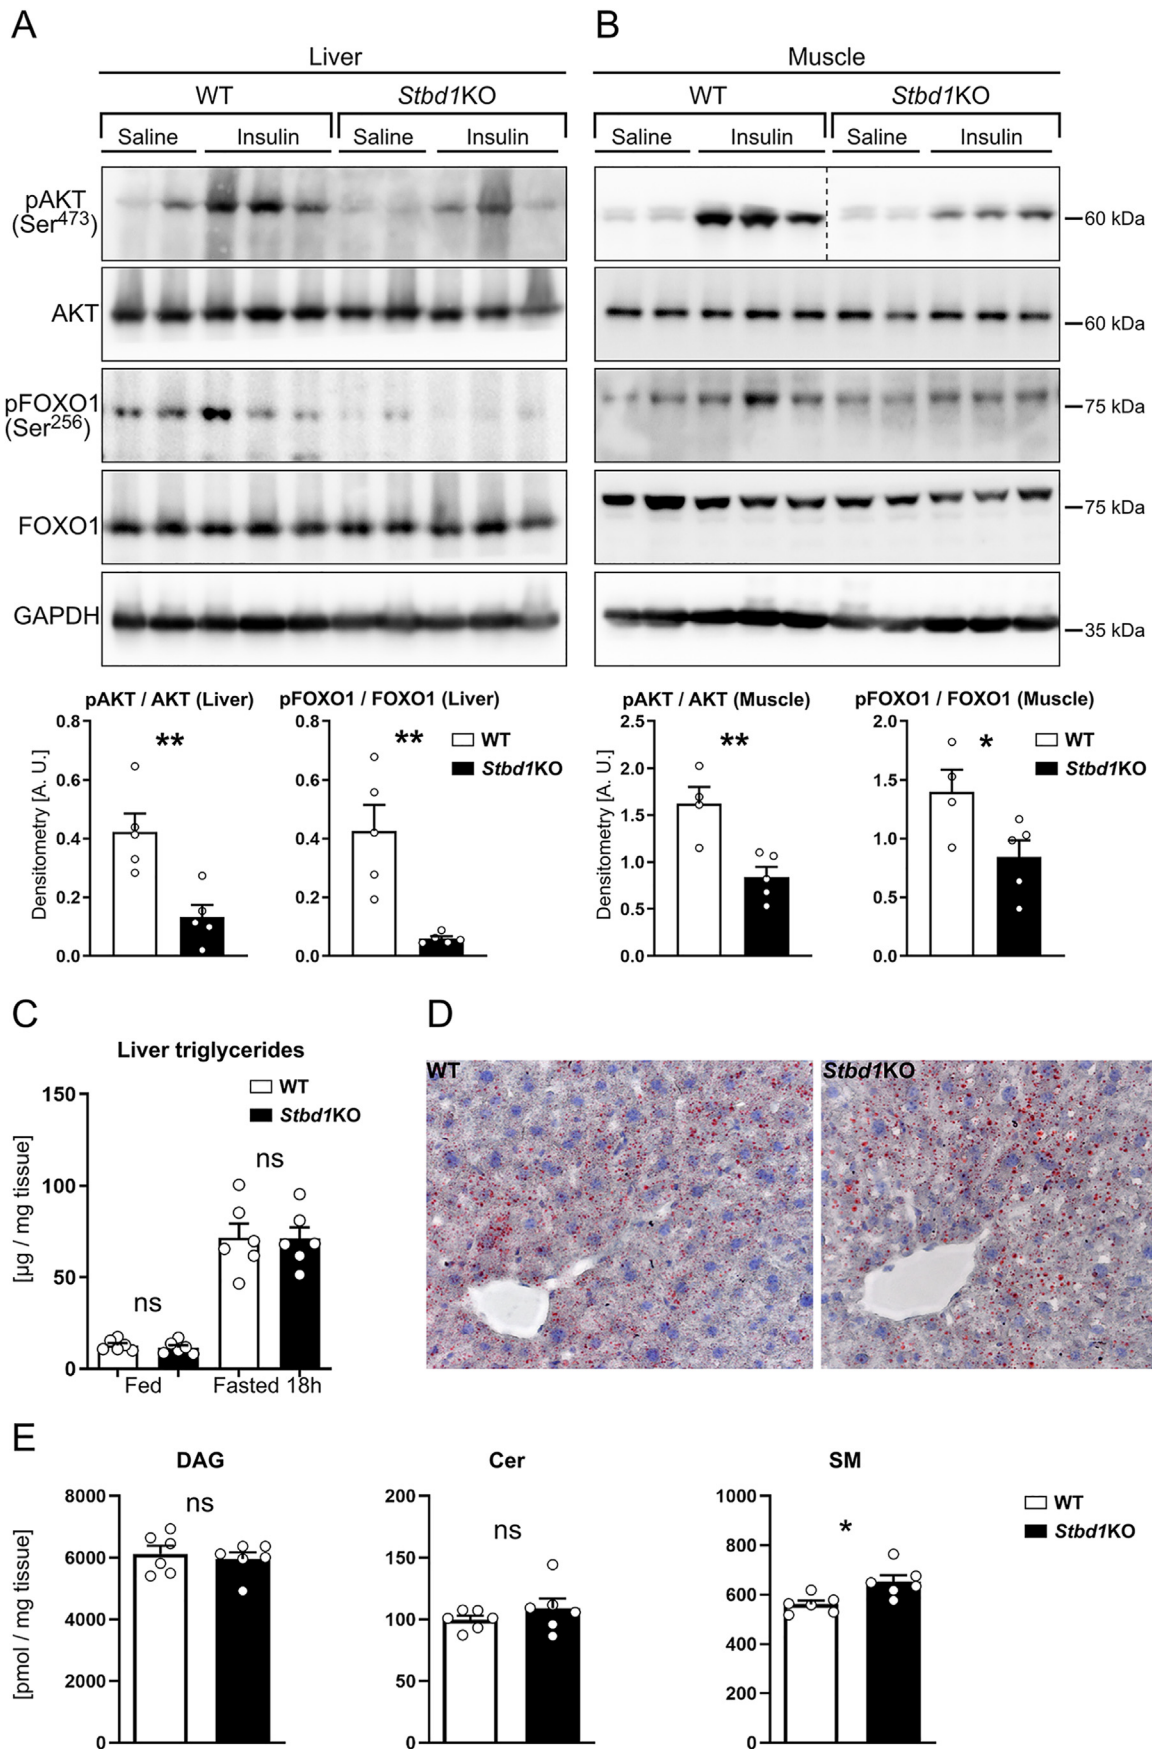 A
B
Liver
Muscle
WT
Stbd1KO
WT
Stbd1KO
Saline
Insulin
Saline
Insulin
Saline
Insulin
Saline
Insulin
pAKT
(Ser473)
60 kDa
AKT
60 kDa
pFOXO1
(Ser256)
75 kDa
FOXO1
75 kDa
GAPDH
35 kDa
pAKT / AKT (Liver)
Densitometry [A. U.]
0.8
0.6
0.4
0.2
0.0
**
pFOXO1 / FOXO1 (Liver)
0.8
0.6
0.4
0.2
0.0
**
WT
Stbd1KO
pAKT / AKT (Muscle)
Densitometry [A. U.]
2.5
2.0
1.5
1.0
0.5
0.0
**
pFOXO1 / FOXO1 (Muscle)
2.0
1.5
1.0
0.5
0.0
*
WT
Stbd1KO
C
Liver triglycerides
WT
Stbd1KO
[µg / mg tissue]
150
100
50
0
ns
ns
Fed
Fasted 18h
D
WT
Stbd1KO
E
DAG
[pmol / mg tissue]
8000
6000
4000
2000
0
ns
Cer
200
150
100
50
0
ns
SM
1000
800
600
400
200
0
*
WT
Stbd1KO